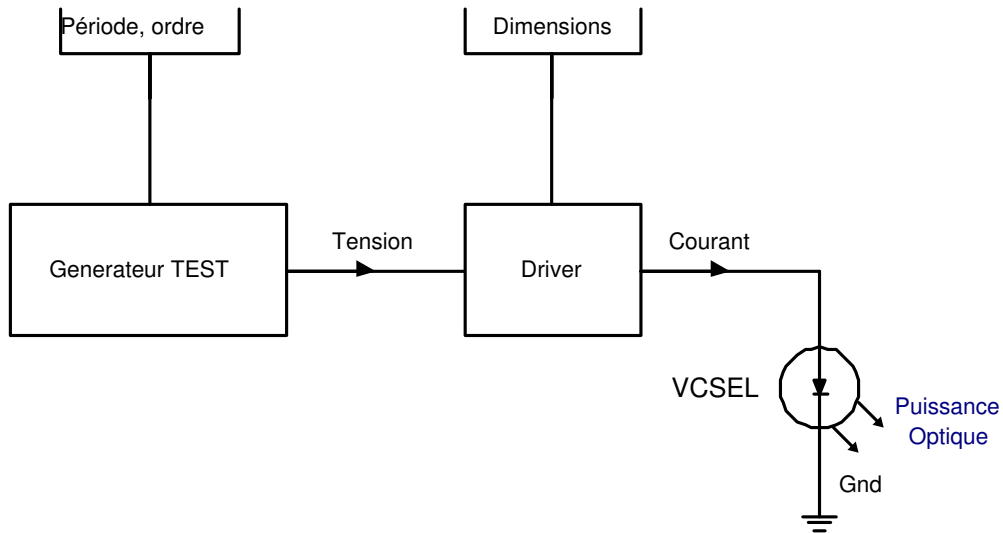 Période, ordre
Dimensions
Generateur TEST
Tension
Driver
Courant
VCSEL
Puissance
Optique
Gnd